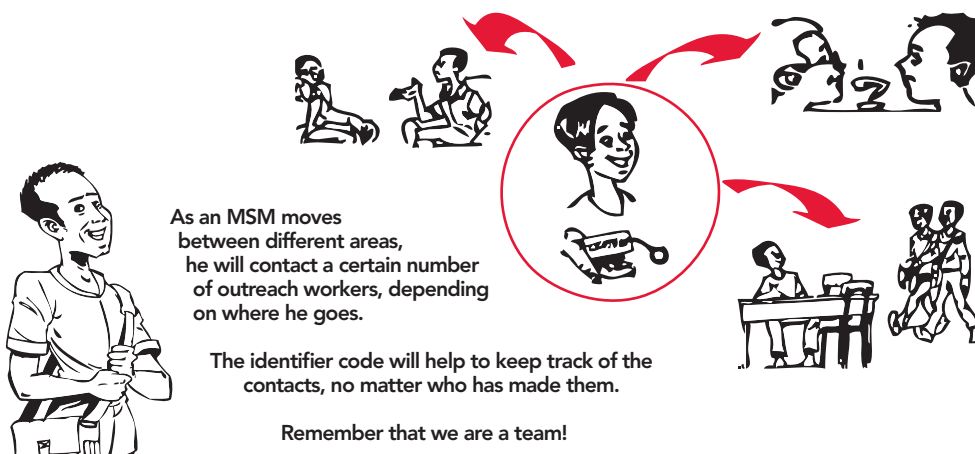 As an MSM moves
between different areas,
he will contact a certain number
of outreach workers, depending
on where he goes.
The identifier code will help to keep track of the
contacts, no matter who has made them.
Remember that we are a team!